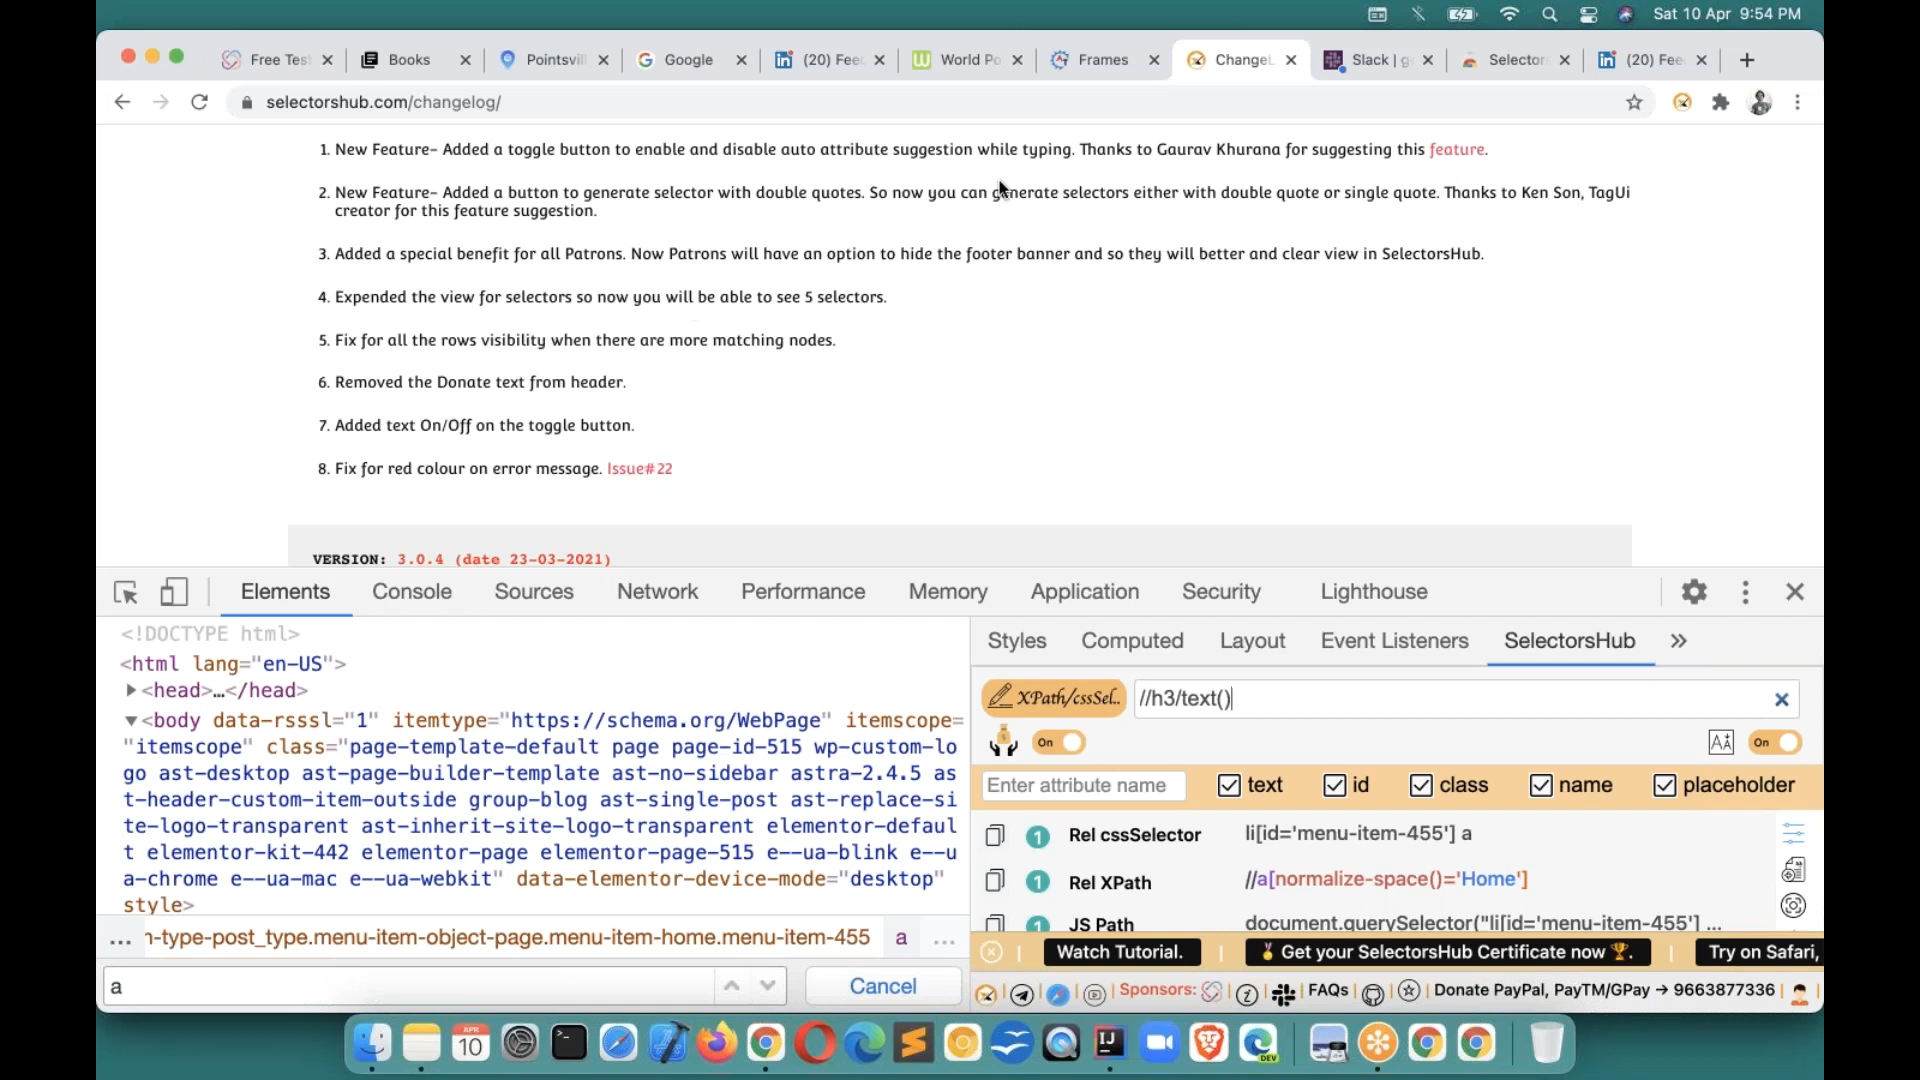 Sat 10 Apr 9:54 PM
Free Tes
Books
Pointsvill
Google
(20) Fee
World Po
Frames
ChangeL
Slack | g
Selector
(20) Fee
selectorshub.com/changelog/
1. New Feature– Added a toggle button to enable and disable auto attribute suggestion while typing. Thanks to Gaurav Khurana for suggesting this feature.
2. New Feature– Added a button to generate selector with double quotes. So now you can generate selectors either with double quote or single quote. Thanks to Ken Son, TagUi
creator for this feature suggestion.
3. Added a special benefit for all Patrons. Now Patrons will have an option to hide the footer banner and so they will better and clear view in SelectorsHub.
4. Expended the view for selectors so now you will be able to see 5 selectors.
5. Fix for all the rows visibility when there are more matching nodes.
6. Removed the Donate text from header.
7. Added text On/Off on the toggle button.
8. Fix for red colour on error message. Issue#22
VERSION: 3.0.4 (date 23-03-2021)
Elements Console Sources Network Performance Memory Application Security Lighthouse
<!DOCTYPE html>
<html lang="en-US">
<head>…</head>
<body data-rsssl="1" itemtype="https://schema.org/WebPage" itemscope=
"itemscope" class="page-template-default page page-id-515 wp-custom-lo
go ast-desktop ast-page-builder-template ast-no-sidebar astra-2.4.5 as
t-header-custom-item-outside group-blog ast-single-post ast-replace-si
te-logo-transparent ast-inherit-site-logo-transparent elementor-defaul
t elementor-kit-442 elementor-page elementor-page-515 e--ua-blink e--u
a-chrome e--ua-mac e--ua-webkit" data-elementor-device-mode="desktop"
style>
... n-type-post_type.menu-item-object-page.menu-item-home.menu-item-455 a ...
a
Cancel
Styles Computed Layout Event Listeners SelectorsHub »
XPath/cssSel.. //h3/text()
On
On
Enter attribute name text id class name placeholder
1 Rel cssSelector li[id='menu-item-455'] a
1 Rel XPath //a[normalize-space()='Home']
1 JS Path document.querySelector("li[id='menu-item-455'] ...
| Watch Tutorial. | Get your SelectorsHub Certificate now . | Try on Safari,
Sponsors: FAQs Donate PayPal, PayTM/GPay → 9663877336
APR
10
IJ
DEV